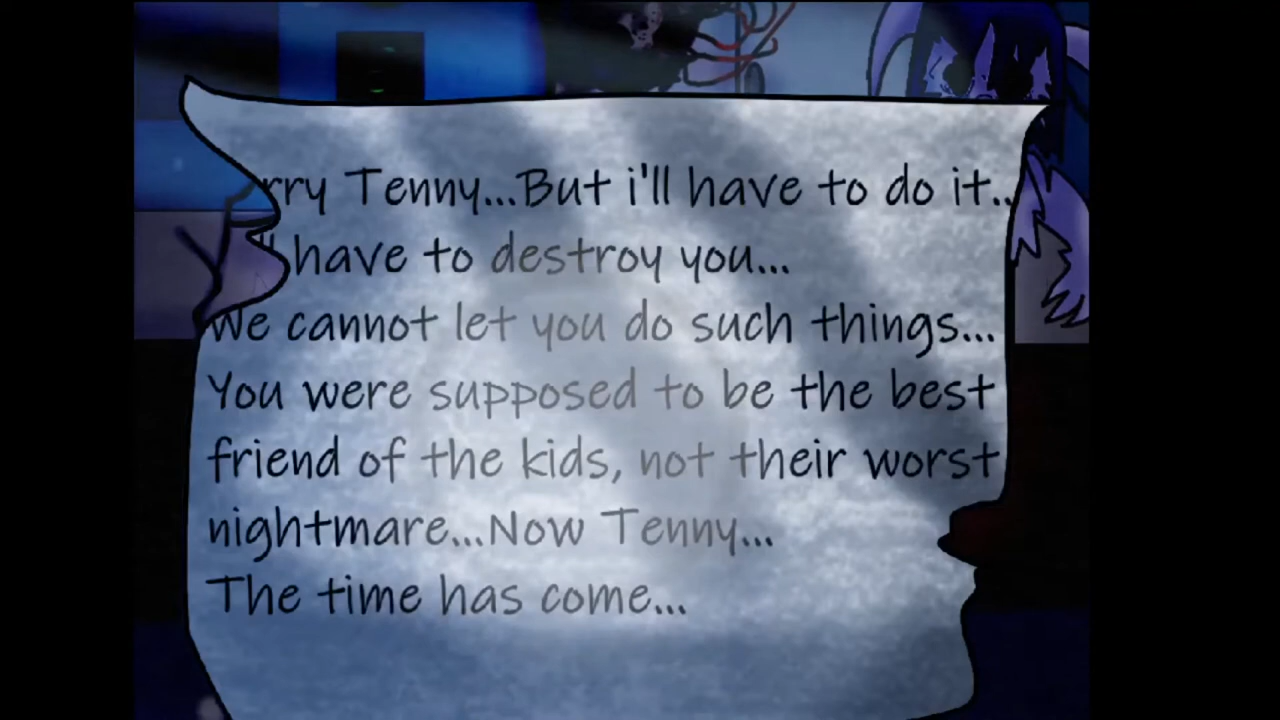 rry Tenny...But i'll have to do it..
'll have to destroy you...
We cannot let you do such things...
You were supposed to be the best
friend of the kids, not their worst
nightmare...Now Tenny...
The time has come...